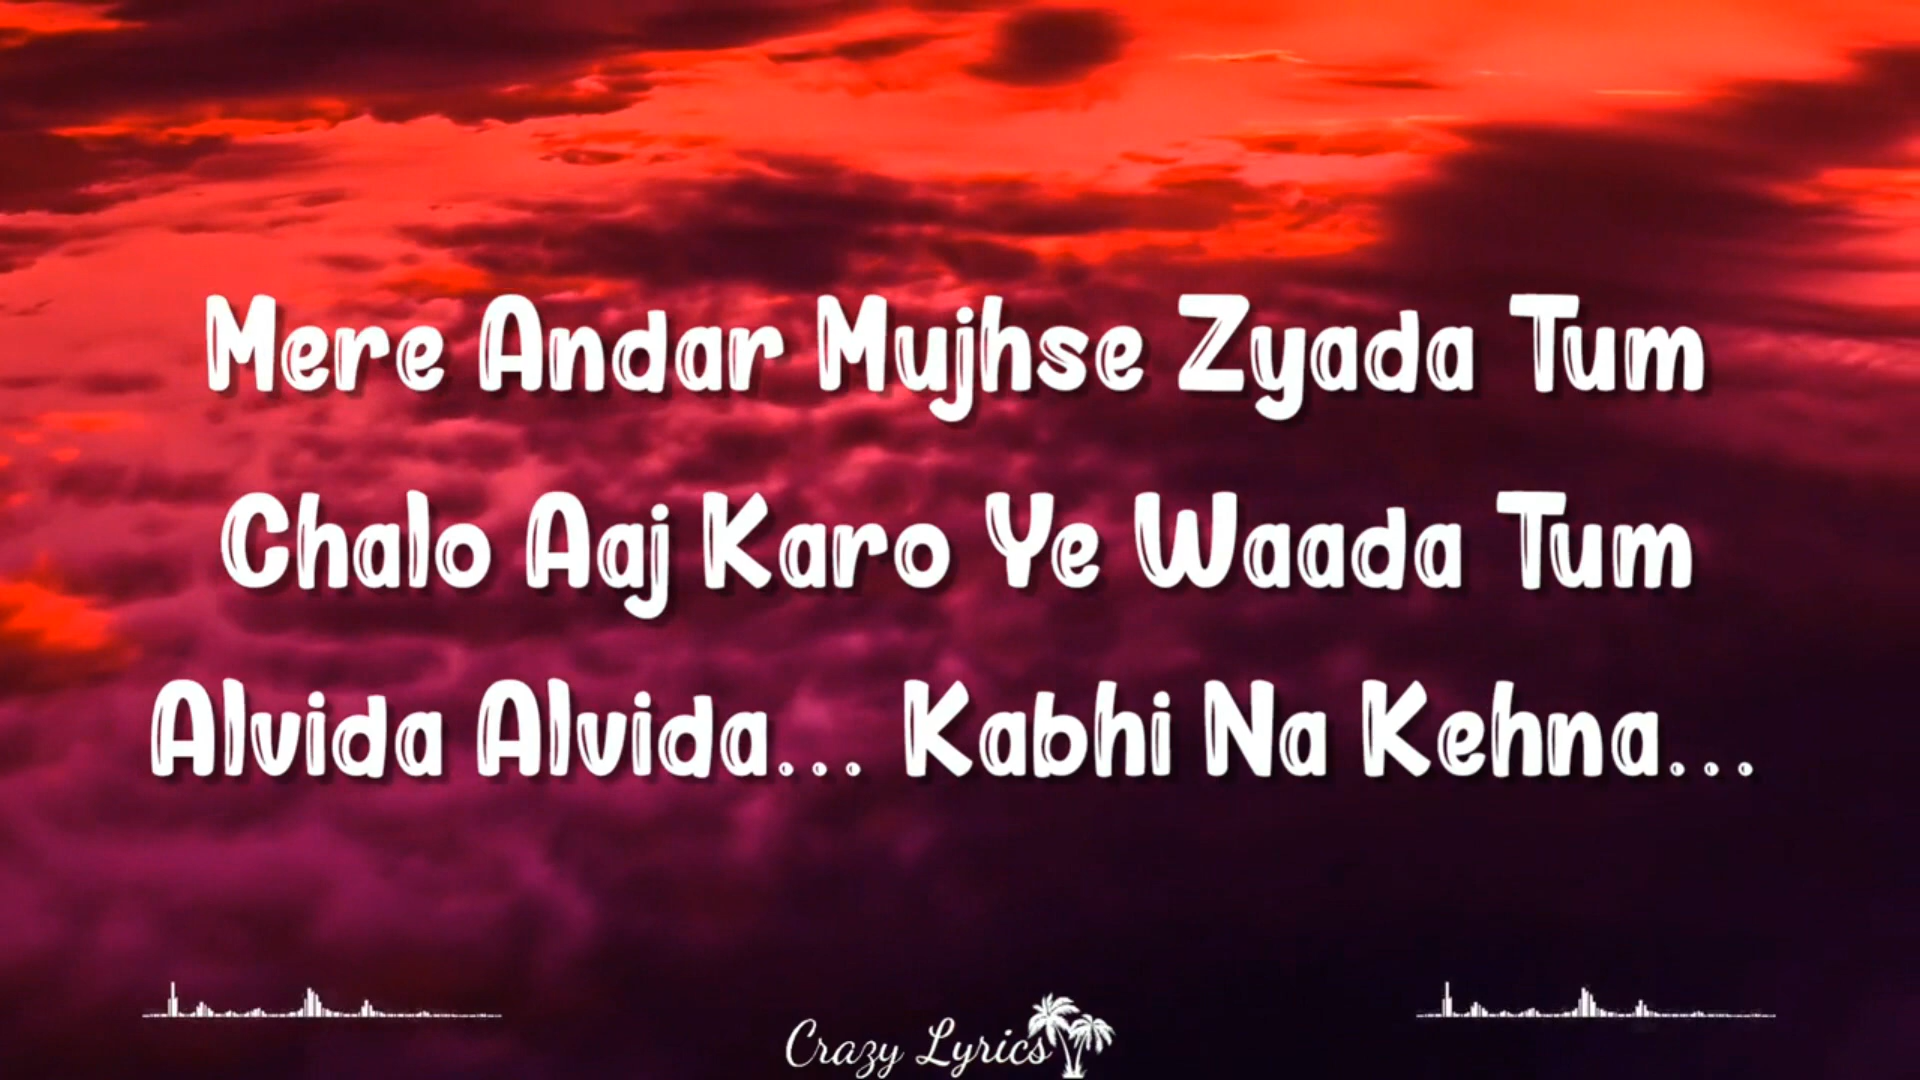 Mere Andar Mujhse Zyada Tum
Chalo Aaj Karo Ye Waada Tum
Alvida Alvida... Kabhi Na Kehna...
Crazy Lyrics